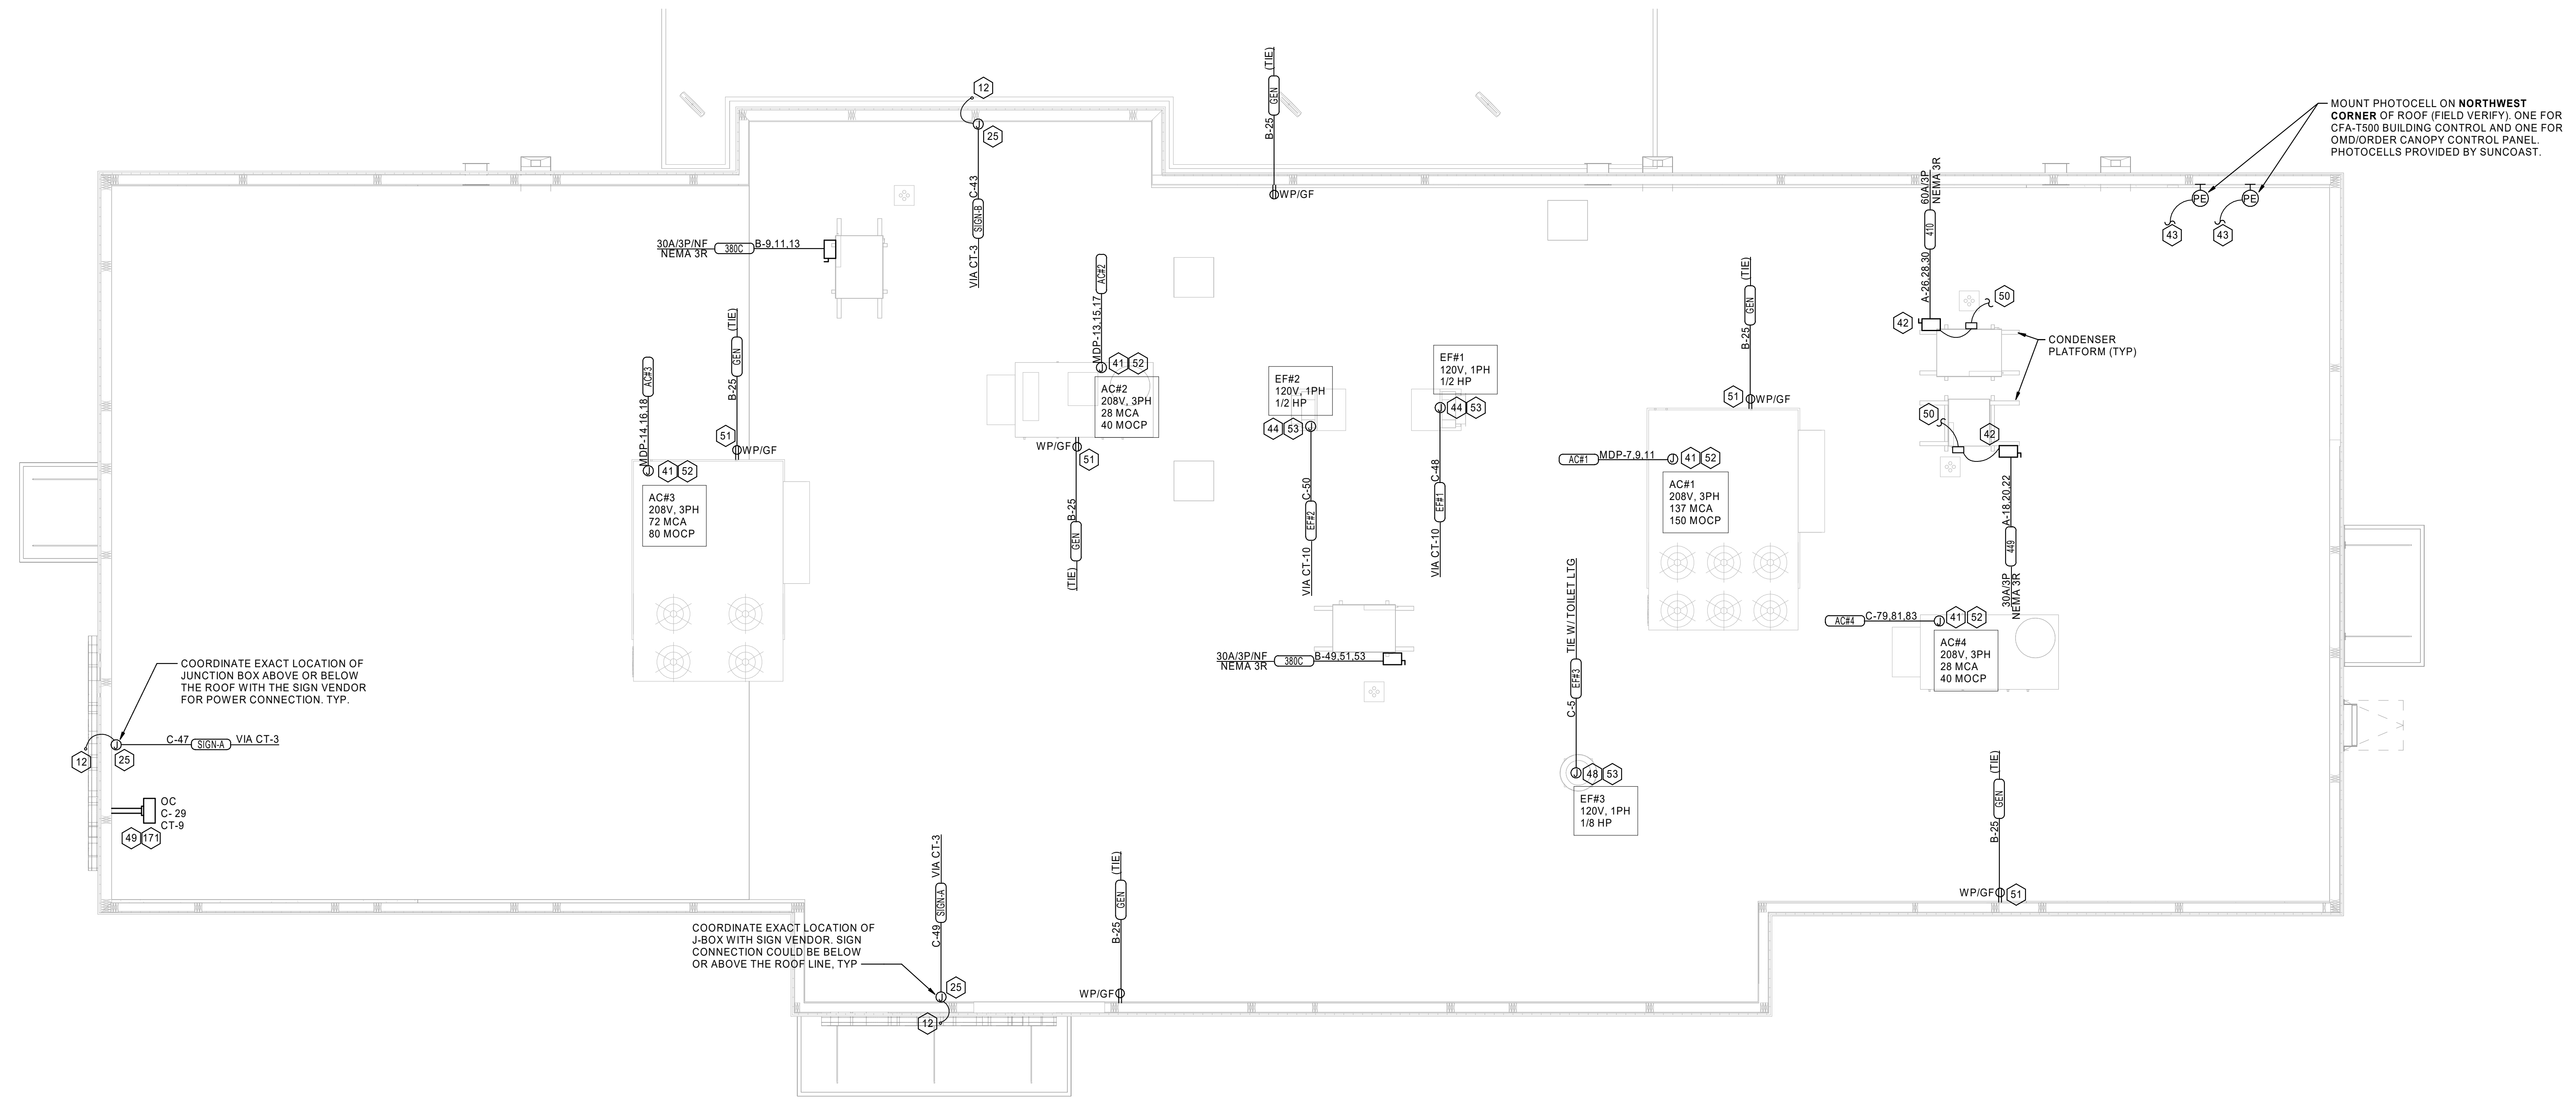 12
25
C-43
SIGN-B
VIA CT-3
(TIE)
GEN
B-25
WP/GF
MOUNT PHOTOCELL ON NORTHWEST
CORNER OF ROOF (FIELD VERIFY). ONE FOR
CFA-T500 BUILDING CONTROL AND ONE FOR
OMD/ORDER CANOPY CONTROL PANEL.
PHOTOCELLS PROVIDED BY SUNCOAST.
PE
PE
43
43
60A/3P
NEMA 3R
410
A-26,28,30
42
50
CONDENSER
PLATFORM (TYP)
50
42
A-18,20,22
449
30A/3P
NEMA 3R
30A/3P/NF
NEMA 3R
380C
B-9,11,13
AC#2
MDP-13,15,17
41
52
AC#2
208V, 3PH
28 MCA
40 MOCP
WP/GF
51
B-25
GEN
(TIE)
(TIE)
GEN
B-25
51
WP/GF
AC#3
MDP-14,16,18
J
41
52
AC#3
208V, 3PH
72 MCA
80 MOCP
EF#2
120V, 1PH
1/2 HP
44
53
J
C-50
EF#2
VIA CT-10
EF#1
120V, 1PH
1/2 HP
J
44
53
C-48
EF#1
VIA CT-10
(TIE)
GEN
B-25
51
WP/GF
AC#1
MDP-7,9,11
J
41
52
AC#1
208V, 3PH
137 MCA
150 MOCP
AC#4
C-79,81,83
J
41
52
AC#4
208V, 3PH
28 MCA
40 MOCP
30A/3P/NF
NEMA 3R
380C
B-49,51,53
TIE W/ TOILET LTG
EF#3
C-5
J
48
53
EF#3
120V, 1PH
1/8 HP
COORDINATE EXACT LOCATION OF
JUNCTION BOX ABOVE OR BELOW
THE ROOF WITH THE SIGN VENDOR
FOR POWER CONNECTION. TYP.
12
J
25
C-47
SIGN-A
VIA CT-3
OC
C- 29
CT-9
49
171
VIA CT-3
SIGN-A
C-49
COORDINATE EXACT LOCATION OF
J-BOX WITH SIGN VENDOR. SIGN
CONNECTION COULD BE BELOW
OR ABOVE THE ROOF LINE, TYP
J
25
12
(TIE)
GEN
B-25
WP/GF
(TIE)
GEN
B-25
WP/GF
51